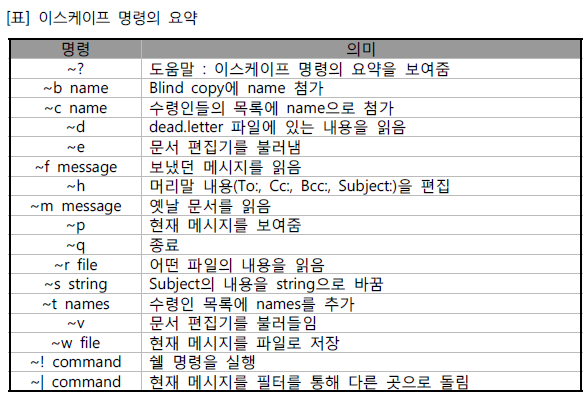 [표] 이스케이프 명령의 요약
명령 의미
~? 도움말 : 이스케이프 명령의 요약을 보여줌
~b name Blind copy에 name 첨가
~c name 수령인들의 목록에 name으로 첨가
~d dead.letter 파일에 있는 내용을 읽음
~e 문서 편집기를 불러냄
~f message 보냈던 메시지를 읽음
~h 머리말 내용(To:, Cc:, Bcc:, Subject:)을 편집
~m message 옛날 문서를 읽음
~p 현재 메시지를 보여줌
~q 종료
~r file 어떤 파일의 내용을 읽음
~s string Subject의 내용을 string으로 바꿈
~t names 수령인 목록에 names를 추가
~v 문서 편집기를 불러들임
~w file 현재 메시지를 파일로 저장
~! command 쉘 명령을 실행
~| command 현재 메시지를 필터를 통해 다른 곳으로 돌림